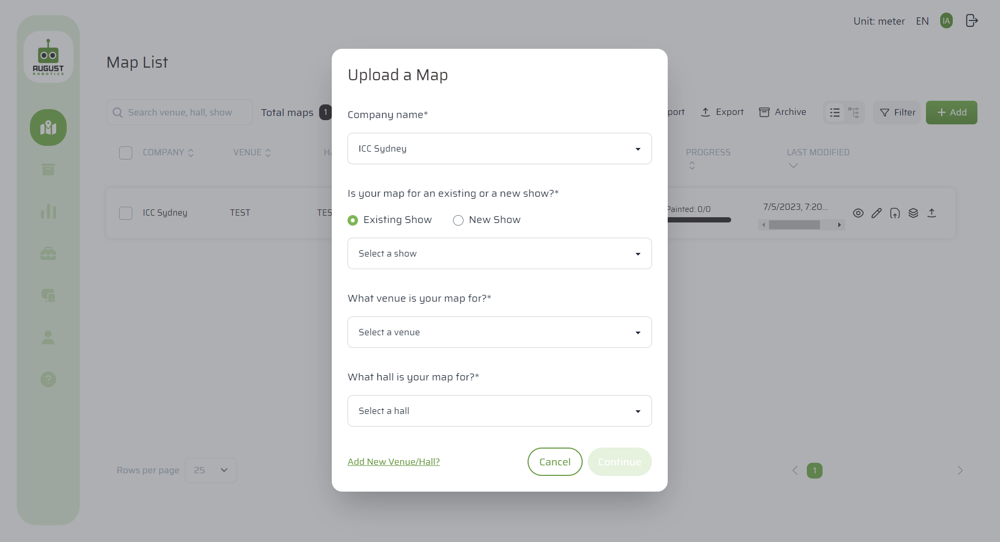 Unit: meter EN IA
AUGUST
ROBOTICS
Map List
Upload a Map
Search venue, hall, show
Total maps 1
port Export Archive Filter + Add
Company name*
ICC Sydney
COMPANY VENUE HA PROGRESS LAST MODIFIED
Is your map for an existing or a new show?*
Existing Show New Show
ICC Sydney TEST TES Painted: 0/0 7/5/2023, 7:20...
Select a show
What venue is your map for?*
Select a venue
What hall is your map for?*
Select a hall
Add New Venue/Hall? Cancel Continue
Rows per page 25 1